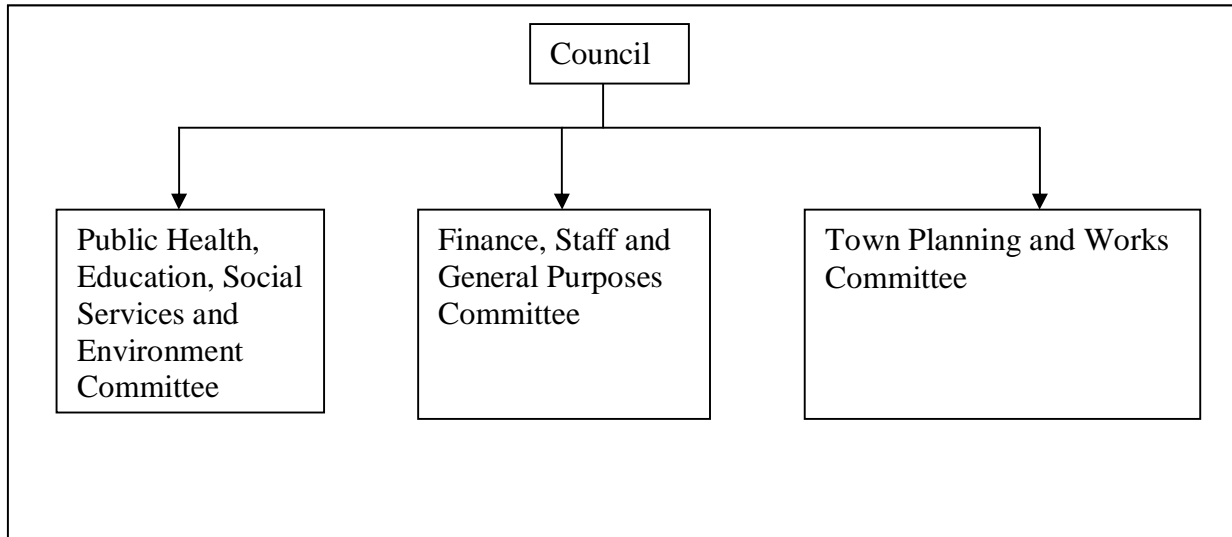 Council
Public Health,
Education, Social
Services and
Environment
Committee
Finance, Staff and
General Purposes
Committee
Town Planning and Works
Committee